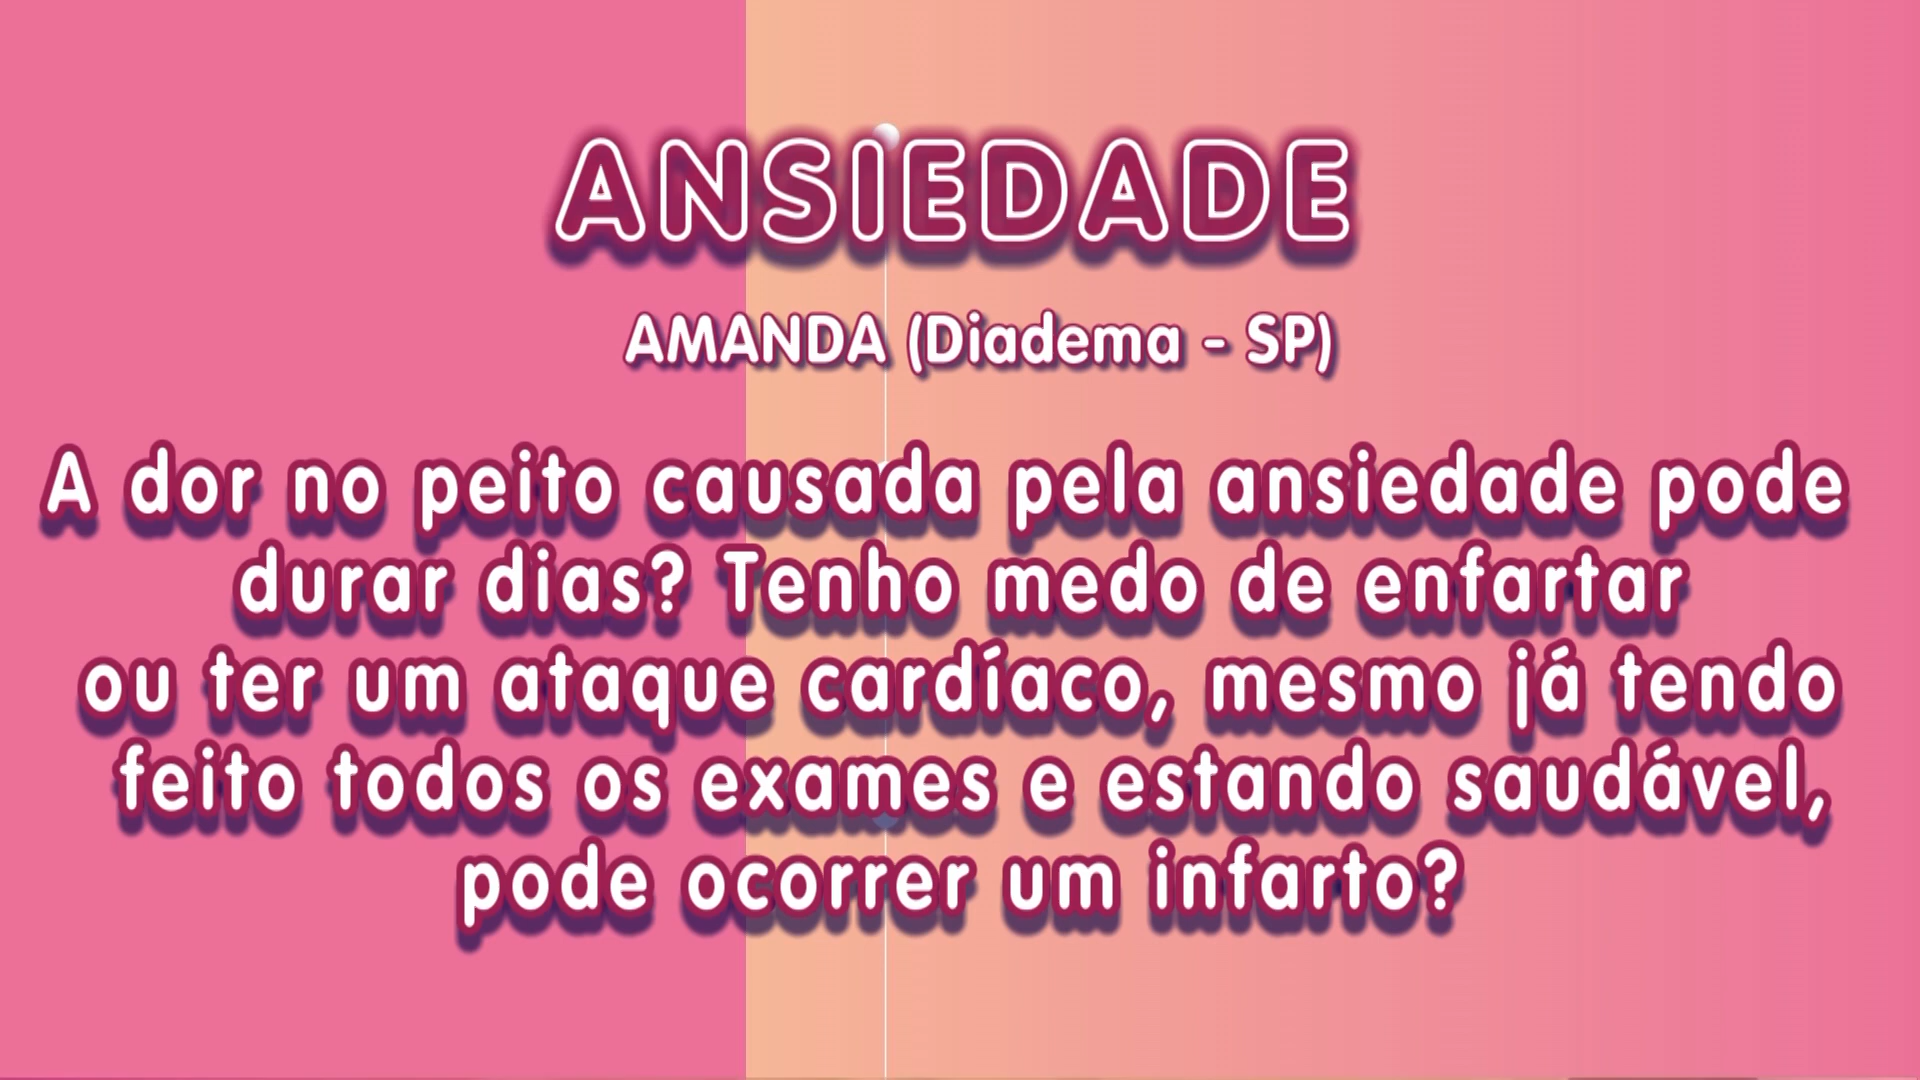 ANSIEDADE
AMANDA (Diadema - SP)
A dor no peito causada pela ansiedade pode
durar dias? Tenho medo de enfartar
ou ter um ataque cardíaco, mesmo já tendo
feito todos os exames e estando saudável,
pode ocorrer um infarto?